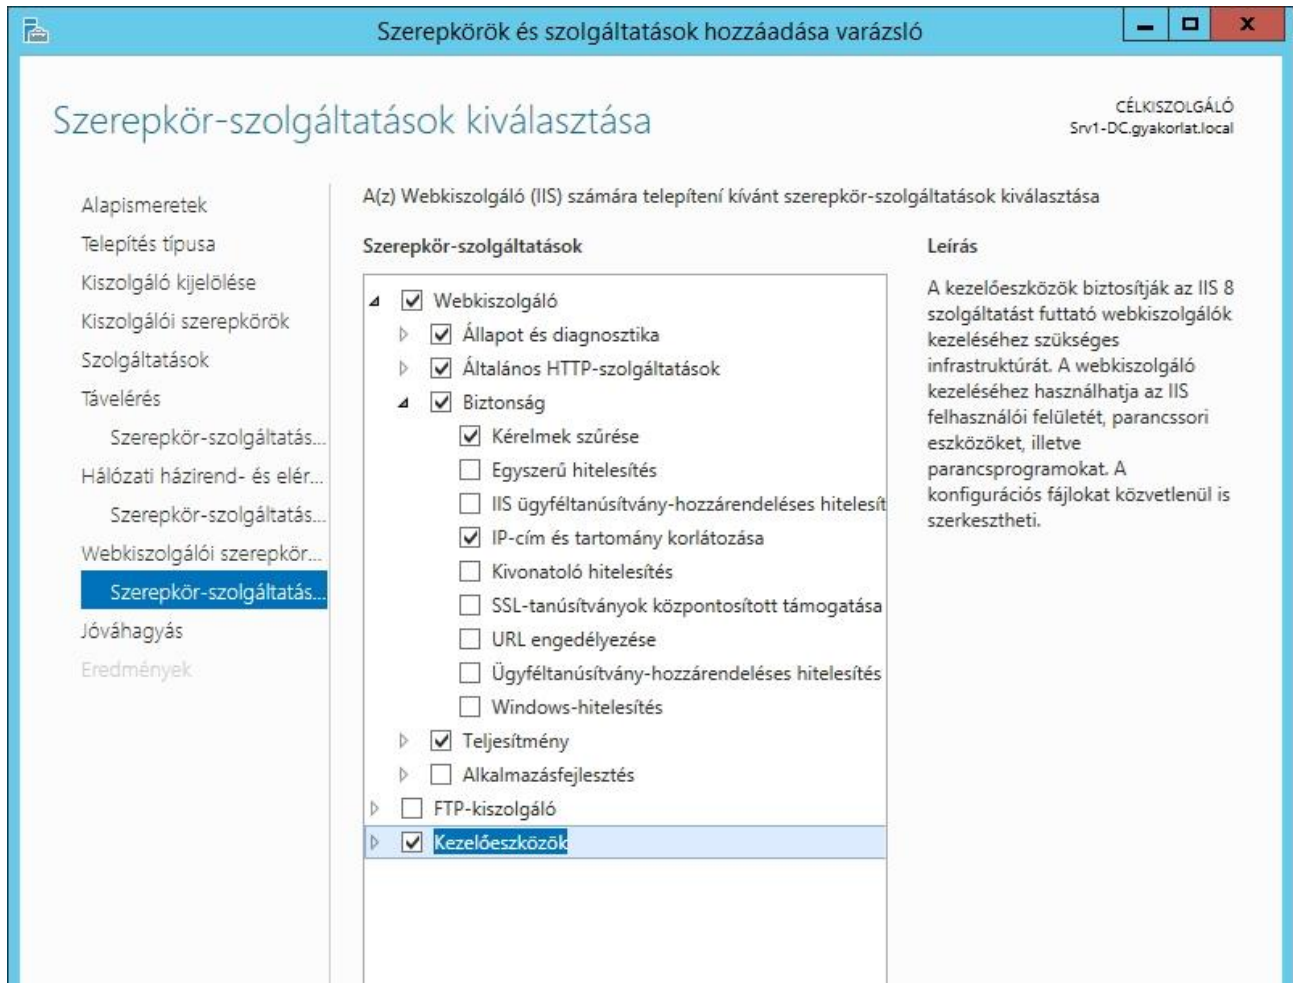 Szerepkörök és szolgáltatások hozzáadása varázsló
Szerepkör-szolgáltatások kiválasztása
CÉLKISZOLGÁLÓ
Srv1-DC.gyakorlat.local
Alapismeretek
Telepítés típusa
Kiszolgáló kijelölése
Kiszolgálói szerepkörök
Szolgáltatások
Távelérés
Szerepkör-szolgáltatás...
Hálózati házirend- és elér...
Szerepkör-szolgáltatás...
Webkiszolgálói szerepkör...
Szerepkör-szolgáltatás...
Jóváhagyás
Eredmények
A(z) Webkiszolgáló (IIS) számára telepítení kívánt szerepkör-szolgáltatások kiválasztása
Szerepkör-szolgáltatások
Webkiszolgáló
Állapot és diagnosztika
Általános HTTP-szolgáltatások
Biztonság
Kérelmek szűrése
Egyszerű hitelesítés
IIS ügyféltanúsítvány-hozzárendeléses hitelesít
IP-cím és tartomány korlátozása
Kivonatoló hitelesítés
SSL-tanúsítványok központosított támogatása
URL engedélyezése
Ügyféltanúsítvány-hozzárendeléses hitelesítés
Windows-hitelesítés
Teljesítmény
Alkalmazásfejlesztés
FTP-kiszolgáló
Kezelőeszközök
Leírás
A kezelőeszközök biztosítják az IIS 8
szolgáltatást futtató webkiszolgálók
kezeléséhez szükséges
infrastruktúrát. A webkiszolgáló
kezeléséhez használhatja az IIS
felhasználói felületét, parancssori
eszközöket, illetve
parancsprogramokat. A
konfigurációs fájlokat közvetlenül is
szerkesztheti.